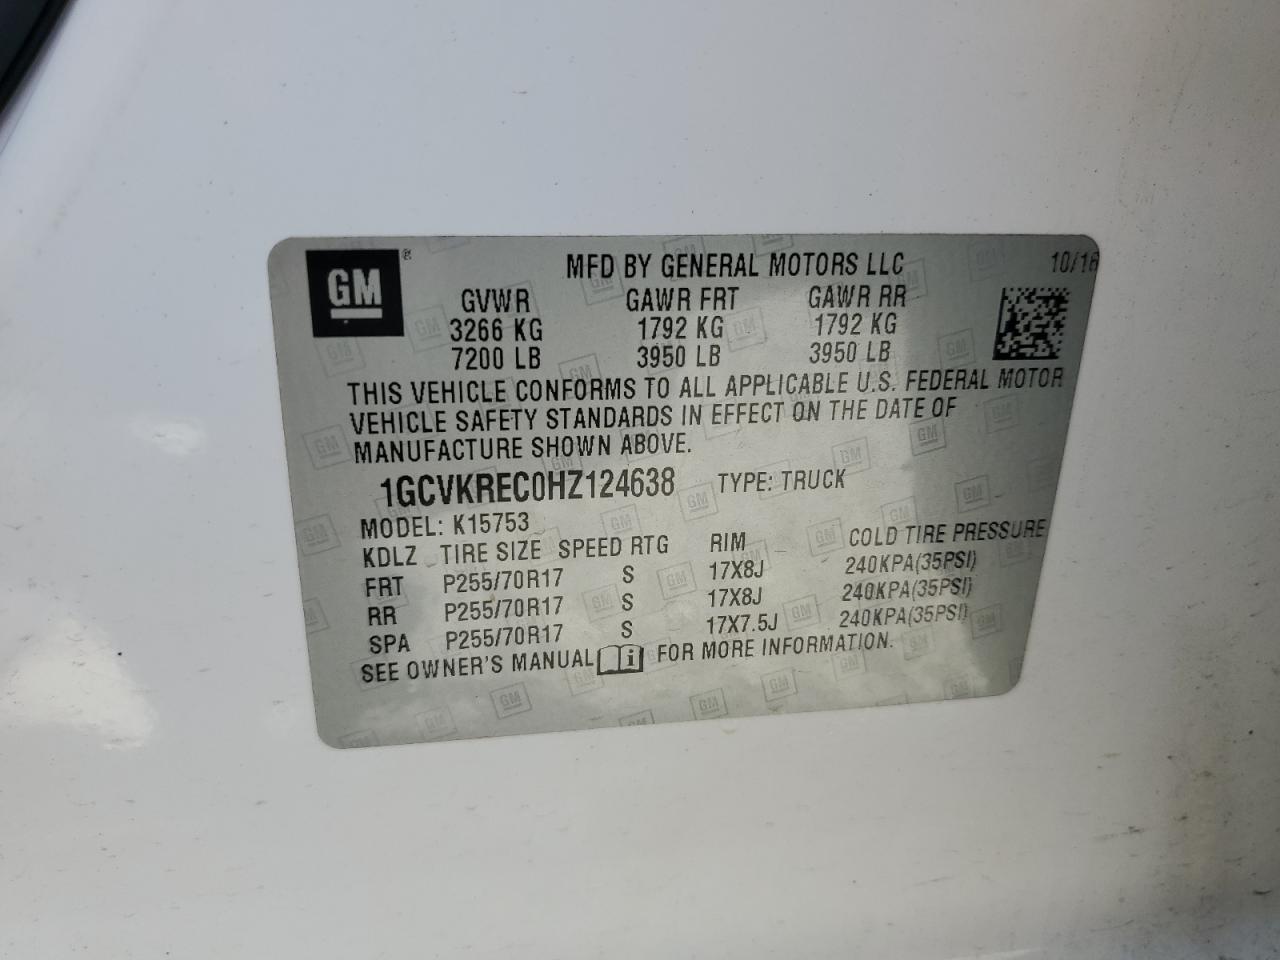 GM ®
MFD BY GENERAL MOTORS LLC 10/16
GVWR GAWR FRT GAWR RR
3266 KG 1792 KG 1792 KG
7200 LB 3950 LB 3950 LB
THIS VEHICLE CONFORMS TO ALL APPLICABLE U.S. FEDERAL MOTOR
VEHICLE SAFETY STANDARDS IN EFFECT ON THE DATE OF
MANUFACTURE SHOWN ABOVE.
1GCVKREC0HZ124638 TYPE: TRUCK
MODEL: K15753
KDLZ TIRE SIZE SPEED RTG RIM COLD TIRE PRESSURE
FRT P255/70R17 S 17X8J 240KPA(35PSI)
RR P255/70R17 S 17X8J 240KPA(35PSI)
SPA P255/70R17 S 17X7.5J 240KPA(35PSI)
SEE OWNER'S MANUAL i FOR MORE INFORMATION.